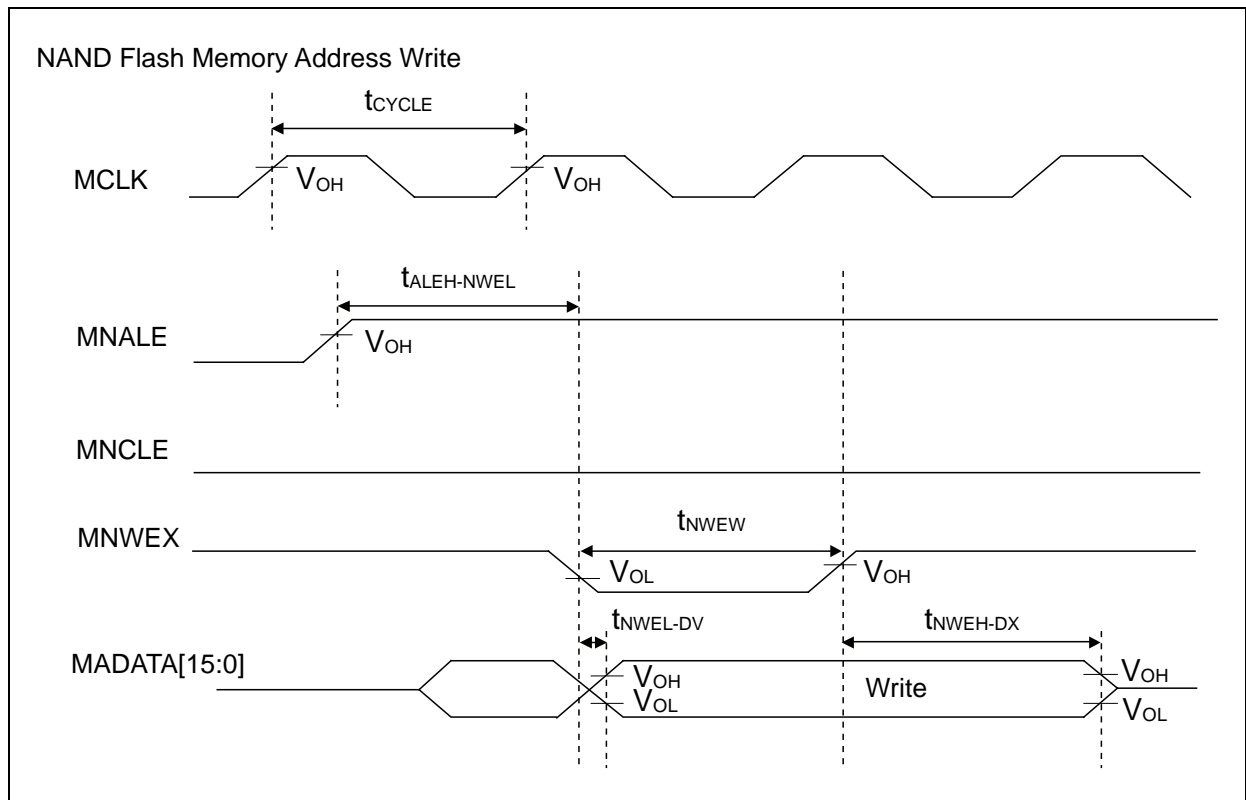 NAND Flash Memory Address Write
tCYCLE
MCLK
VOH
VOH
tALEH-NWEL
MNALE
VOH
MNCLE
tNWEW
MNWEX
VOL
VOH
tNWEL-DV
tNWEH-DX
MADATA[15:0]
VOH
Write
VOH
VOL
VOL